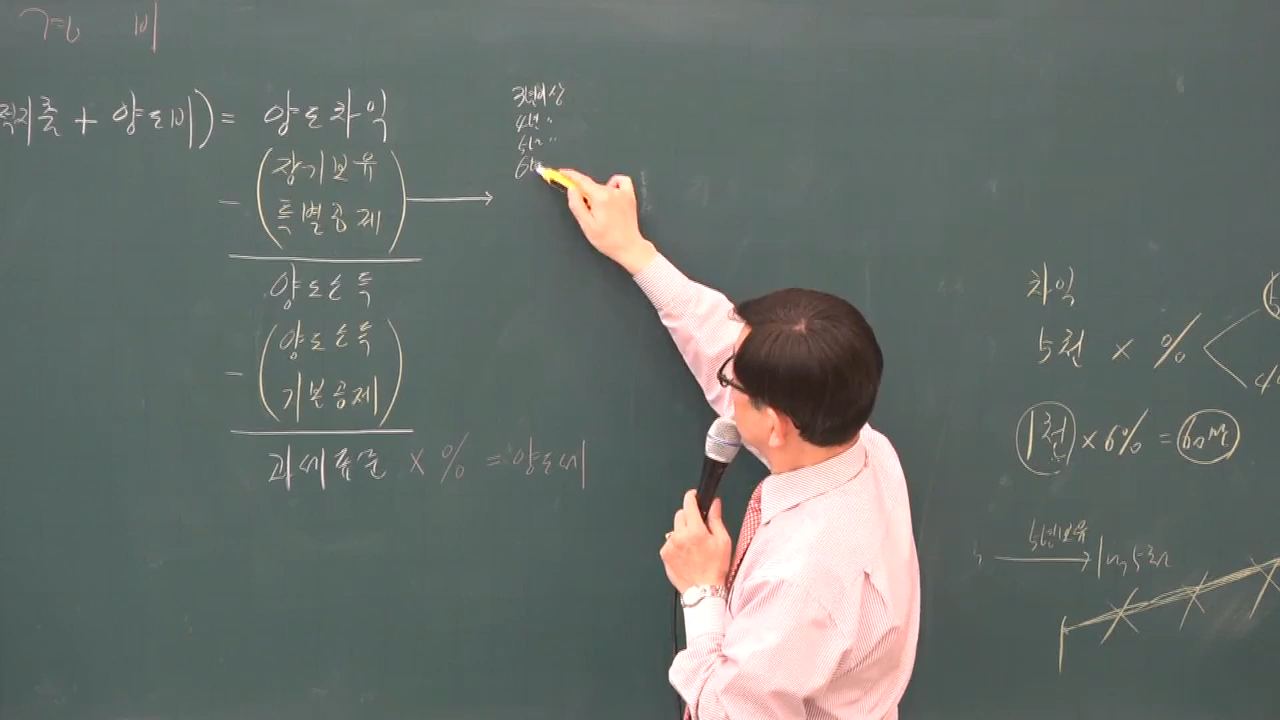 비
+ 양도비) = 양도차익
- (장기보유
특별공제) →
양도소득
- (양도소득
기본공제)
과세표준 × % = 양도세
3년이상
4년 "
5년 "
6년
차익
5천 × %
1천 × 6% = 60만
5년보유